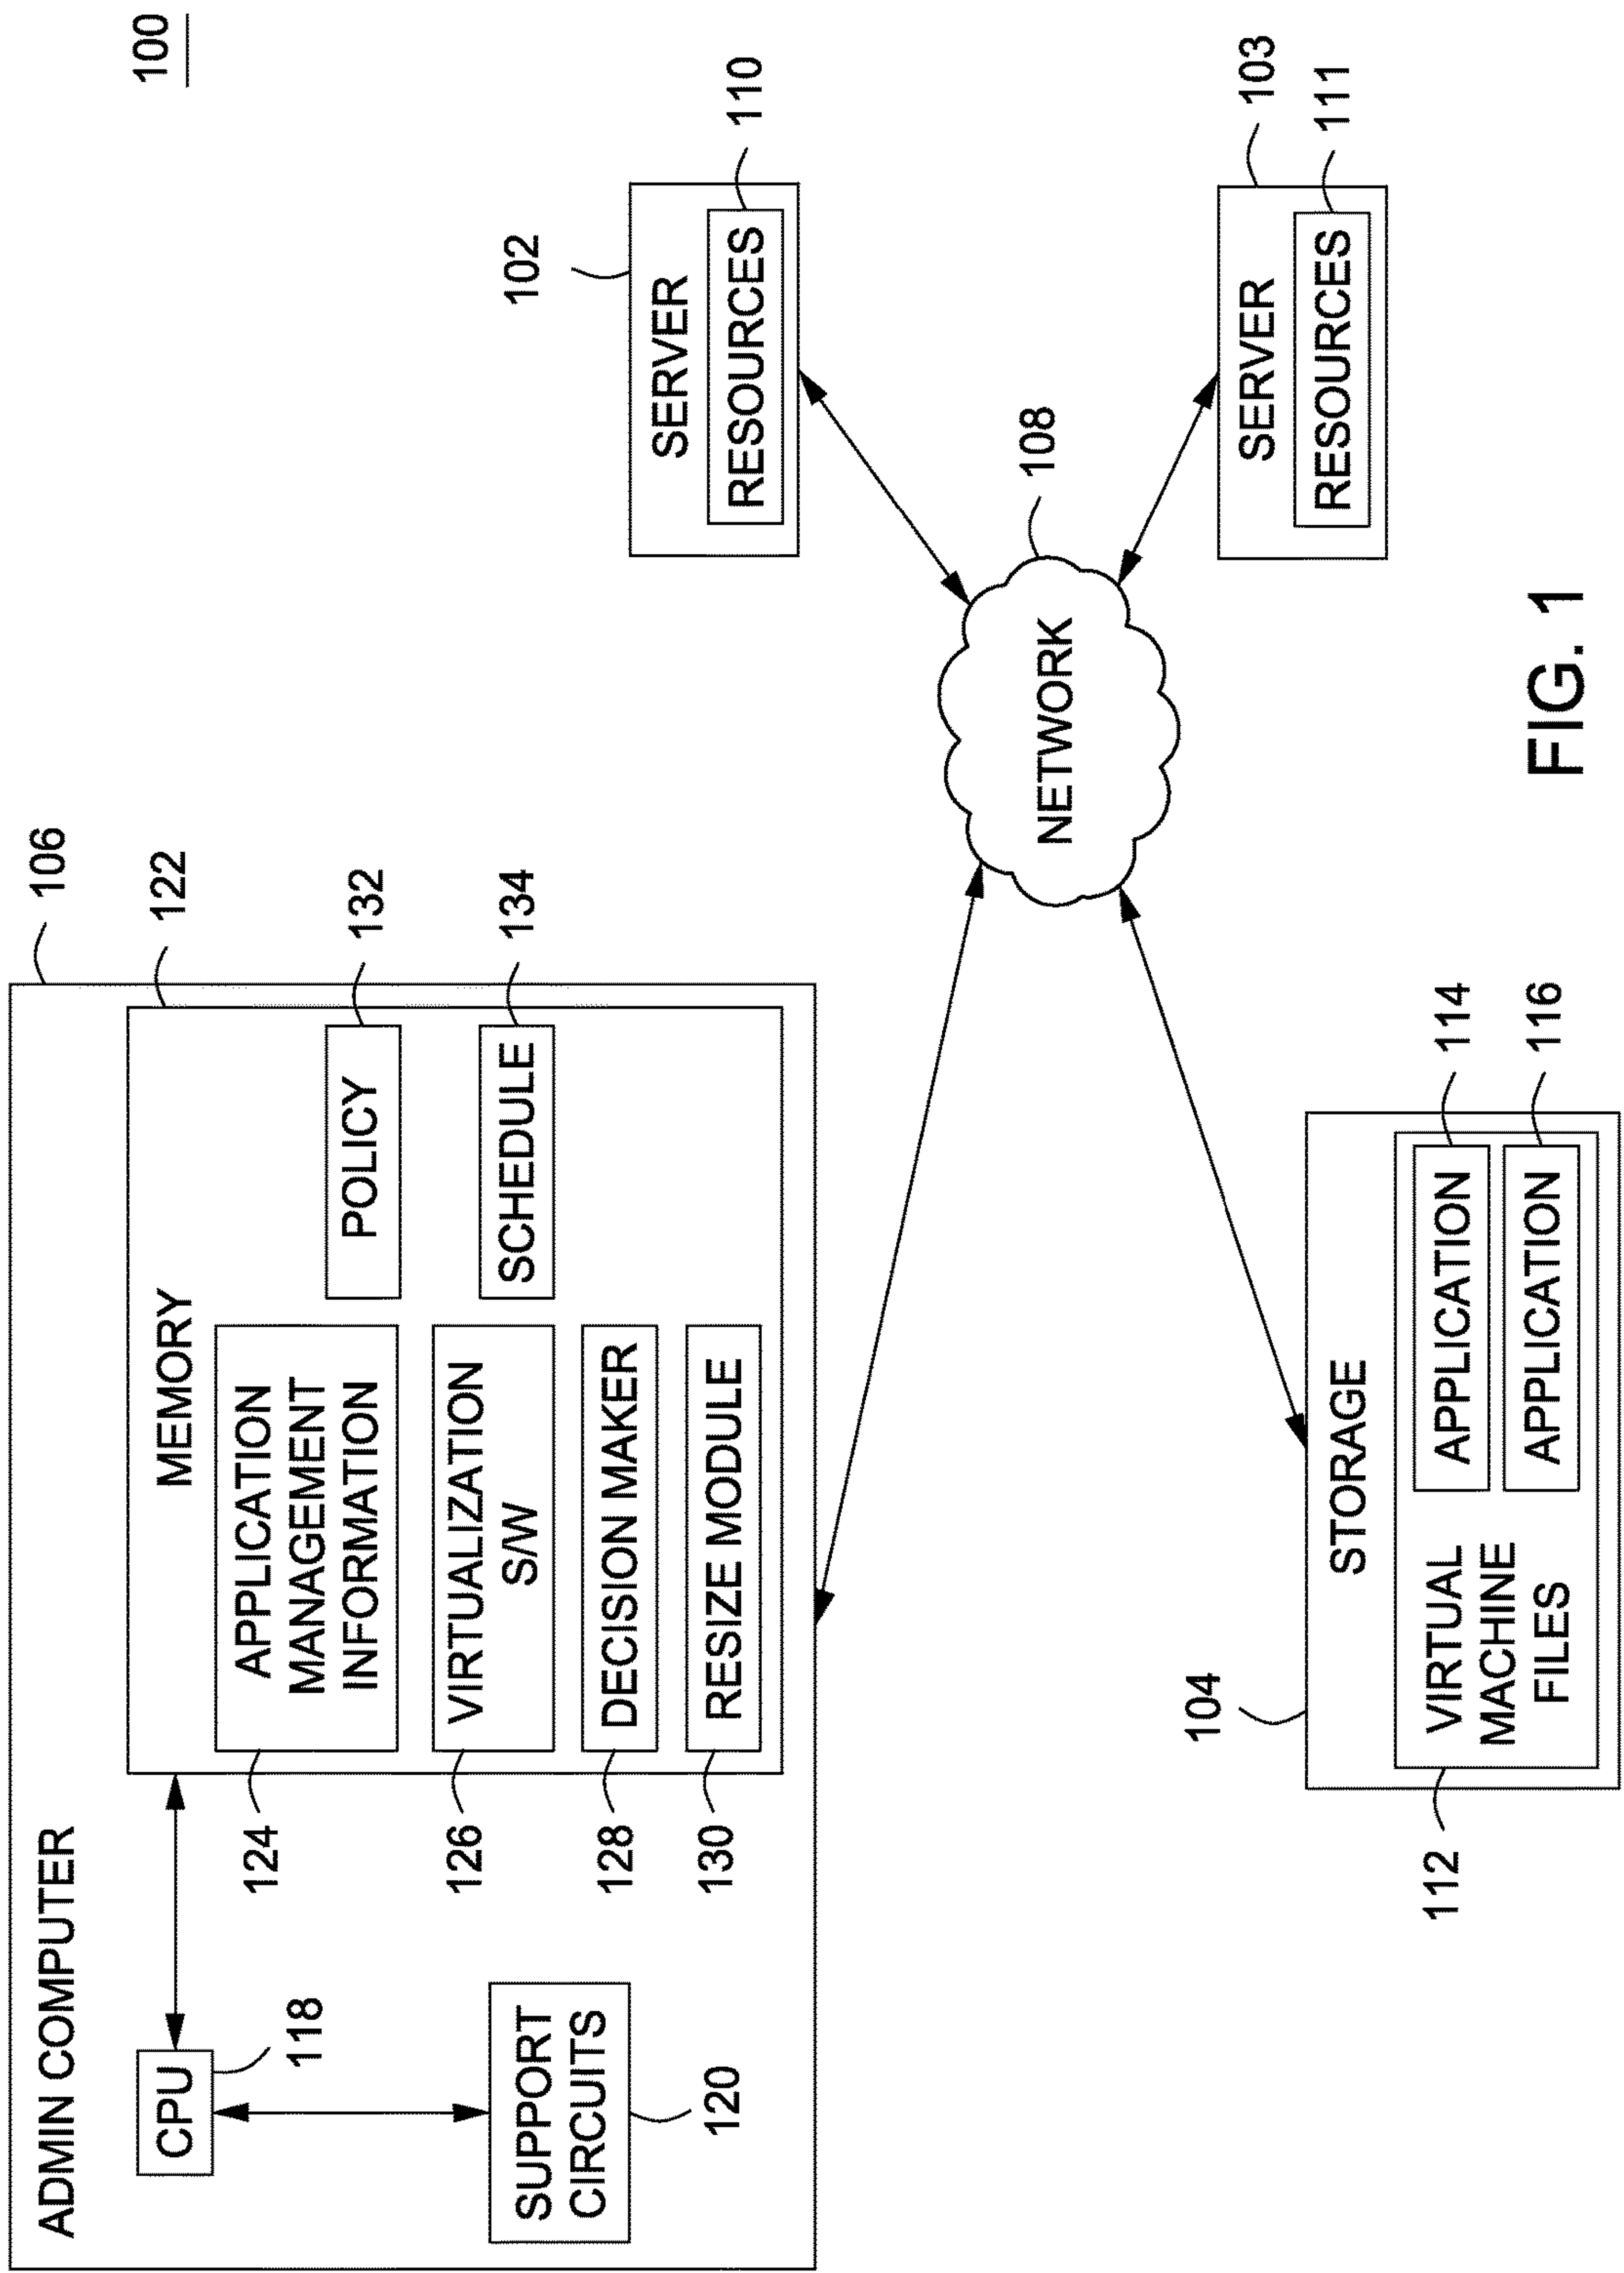 100
ADMIN COMPUTER
106
CPU
118
SUPPORT
CIRCUITS
120
MEMORY
122
APPLICATION
MANAGEMENT
INFORMATION
124
VIRTUALIZATION
S/W
126
DECISION MAKER
128
RESIZE MODULE
130
POLICY
132
SCHEDULE
134
SERVER
102
RESOURCES
110
NETWORK
108
SERVER
103
RESOURCES
111
STORAGE
104
VIRTUAL
MACHINE
FILES
112
APPLICATION
114
APPLICATION
116
FIG. 1